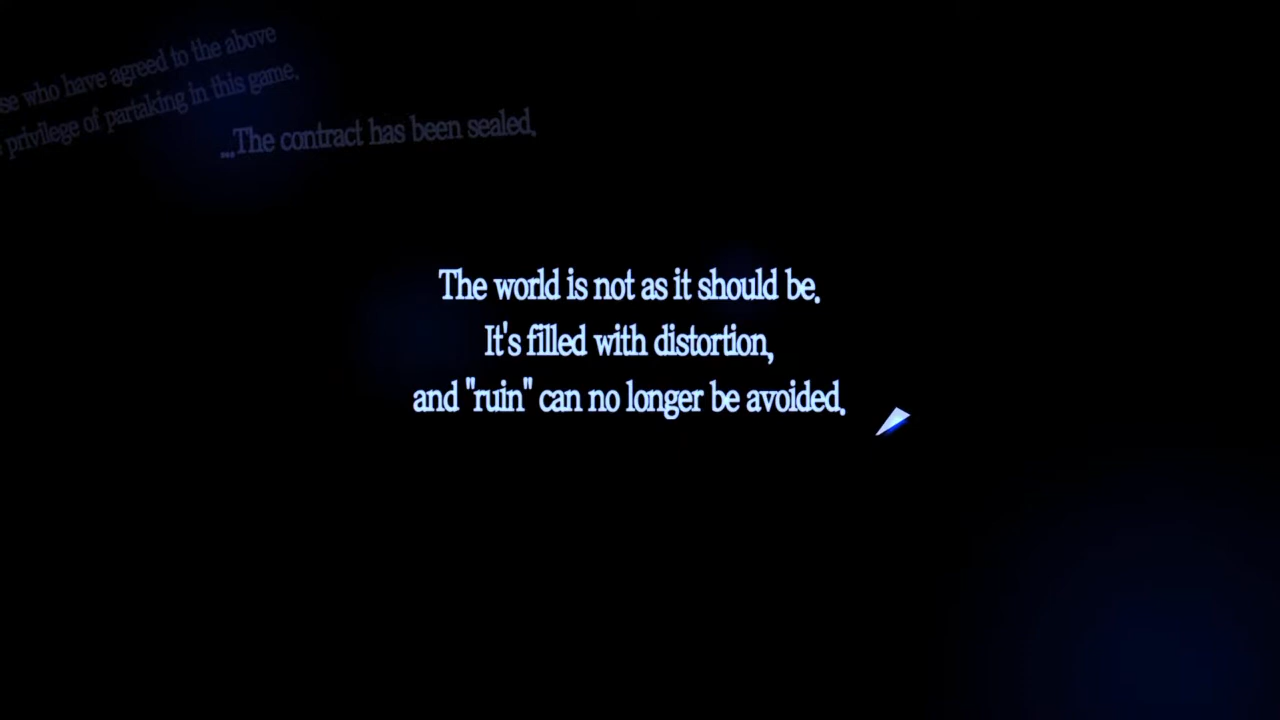 se who have agreed to the above
privilege of partaking in this game.
...The contract has been sealed.
The world is not as it should be.
It's filled with distortion,
and "ruin" can no longer be avoided.